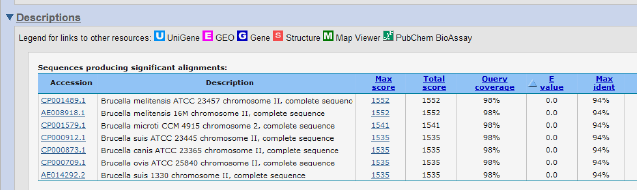 Descriptions
Legend for links to other resources: U UniGene E GEO G Gene S Structure M Map Viewer PubChem BioAssay
Sequences producing significant alignments:
Accession Description Max score Total score Query coverage E value Max ident
CP001489.1 Brucella melitensis ATCC 23457 chromosome II, complete sequence 1552 1552 98% 0.0 94%
AE008918.1 Brucella melitensis 16M chromosome II, complete sequence 1552 1552 98% 0.0 94%
CP001579.1 Brucella microti CCM 4915 chromosome 2, complete sequence 1541 1541 98% 0.0 94%
CP000912.1 Brucella suis ATCC 23445 chromosome II, complete sequence 1535 1535 98% 0.0 94%
CP000873.1 Brucella canis ATCC 23365 chromosome II, complete sequence 1535 1535 98% 0.0 94%
CP000709.1 Brucella ovis ATCC 25840 chromosome II, complete sequence 1535 1535 98% 0.0 94%
AE014292.2 Brucella suis 1330 chromosome II, complete sequence 1535 1535 98% 0.0 94%